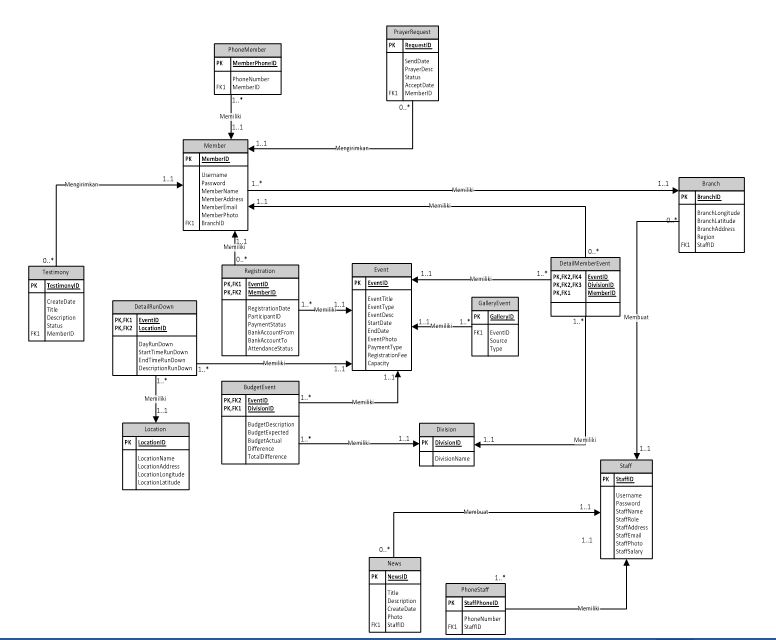 PrayerRequest
PK RequestID
SendDate
PrayerDesc
Status
AcceptDate
FK1 MemberID
0..*
PhoneMember
PK MemberPhoneID
PhoneNumber
FK1 MemberID
1..*
Memiliki
1..1
Mengirimkan
1..1
Member
PK MemberID
Username
Password
MemberName
MemberAddress
MemberEmail
MemberPhoto
FK1 BranchID
Mengirimkan
1..1
0..*
1..*
Memiliki
1..1
1..1
Memiliki
0..*
Branch
PK BranchID
BranchLongitude
BranchLatitude
BranchAddress
Region
FK1 StaffID
0..*
Membuat
1..1
1..1
Memiliki
0..*
Testimony
PK TestimonyID
CreateDate
Title
Description
Status
FK1 MemberID
Registration
PK,FK1 EventID
PK,FK2 MemberID
RegistrationDate
ParticipantID
PaymentStatus
BankAccountFrom
BankAccountTo
AttendanceStatus
1..*
Memiliki
1..1
Event
PK EventID
EventTitle
EventType
EventDesc
StartDate
EndDate
EventPhoto
PaymentType
RegistrationFee
Capacity
1..1
Memiliki
1..*
DetailMemberEvent
PK,FK2,FK4 EventID
PK,FK2,FK3 DivisionID
PK,FK1 MemberID
1..*
GalleryEvent
PK GalleryID
FK1 EventID
Source
Type
1..1
Memiliki
1..*
DetailRunDown
PK,FK1 EventID
PK,FK2 LocationID
DayRunDown
StartTimeRunDown
EndTimeRunDown
DescriptionRunDown
1..*
Memiliki
1..1
1..*
Memiliki
1..1
Location
PK LocationID
LocationName
LocationAddress
LocationLongitude
LocationLatitude
BudgetEvent
PK,FK2 EventID
PK,FK1 DivisionID
BudgetDescription
BudgetExpected
BudgetActual
Difference
TotalDifference
1..*
Memiliki
1..1
1..*
Memiliki
1..1
Division
PK DivisionID
DivisionName
1..1
Memiliki
Staff
PK StaffID
Username
Password
StaffName
StaffRole
StaffAddress
StaffEmail
StaffPhoto
StaffSalary
Membuat
1..1
0..*
1..1
News
PK NewsID
Title
Description
CreateDate
Photo
FK1 StaffID
1..*
PhoneStaff
PK StaffPhoneID
PhoneNumber
FK1 StaffID
Memiliki